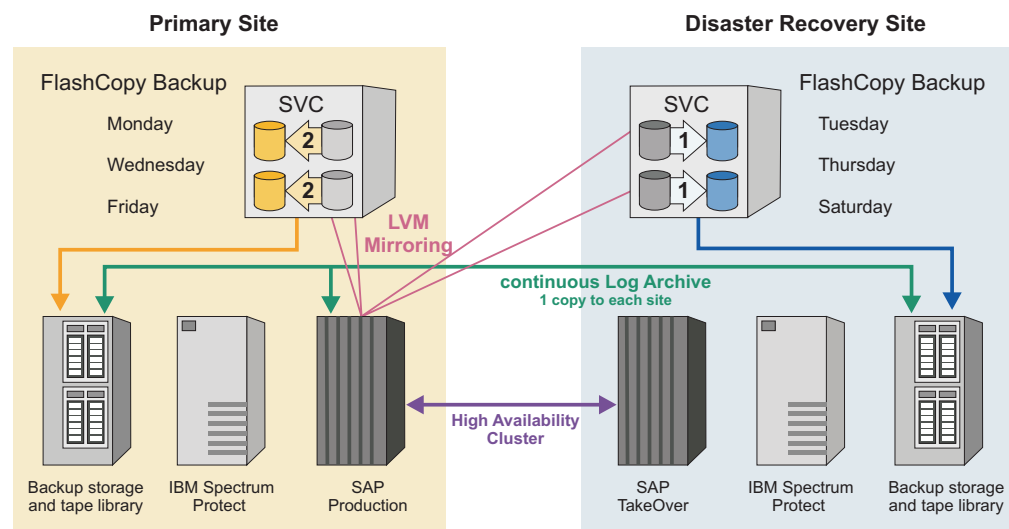 Primary Site
Disaster Recovery Site
FlashCopy Backup
Monday
Wednesday
Friday
SVC
2
2
SVC
1
1
FlashCopy Backup
Tuesday
Thursday
Saturday
LVM
Mirroring
continuous Log Archive
1 copy to each site
High Availability
Cluster
Backup storage
and tape library
IBM Spectrum
Protect
SAP
Production
SAP
TakeOver
IBM Spectrum
Protect
Backup storage
and tape library